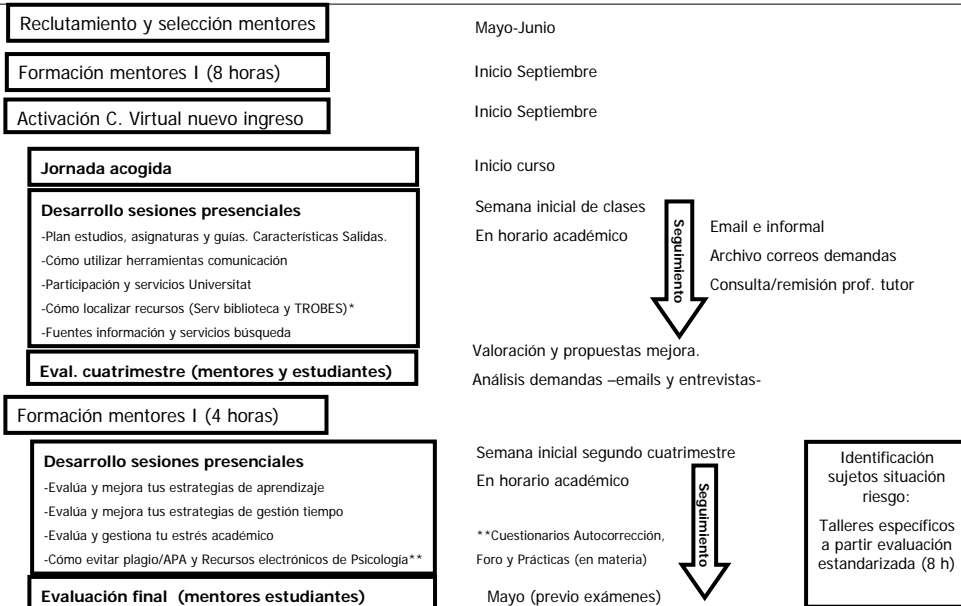 Reclutamiento y selección mentores
Mayo-Junio
Formación mentores I (8 horas)
Inicio Septiembre
Activación C. Virtual nuevo ingreso
Inicio Septiembre
Jornada acogida
Inicio curso
Desarrollo sesiones presenciales
-Plan estudios, asignaturas y guías. Características Salidas.
-Cómo utilizar herramientas comunicación
-Participación y servicios Universitat
-Cómo localizar recursos (Serv biblioteca y TROBES)*
-Fuentes información y servicios búsqueda
Semana inicial de clases
En horario académico
Seguimiento
Email e informal
Archivo correos demandas
Consulta/remisión prof. tutor
Eval. cuatrimestre (mentores y estudiantes)
Valoración y propuestas mejora.
Análisis demandas –emails y entrevistas-
Formación mentores I (4 horas)
Desarrollo sesiones presenciales
-Evalúa y mejora tus estrategias de aprendizaje
-Evalúa y mejora tus estrategias de gestión tiempo
-Evalúa y gestiona tu estrés académico
-Cómo evitar plagio/APA y Recursos electrónicos de Psicología**
Semana inicial segundo cuatrimestre
En horario académico
**Cuestionarios Autocorrección,
Foro y Prácticas (en materia)
Seguimiento
Identificación
sujetos situación
riesgo:
Talleres específicos
a partir evaluación
estandarizada (8 h)
Evaluación final (mentores estudiantes)
Mayo (previo exámenes)